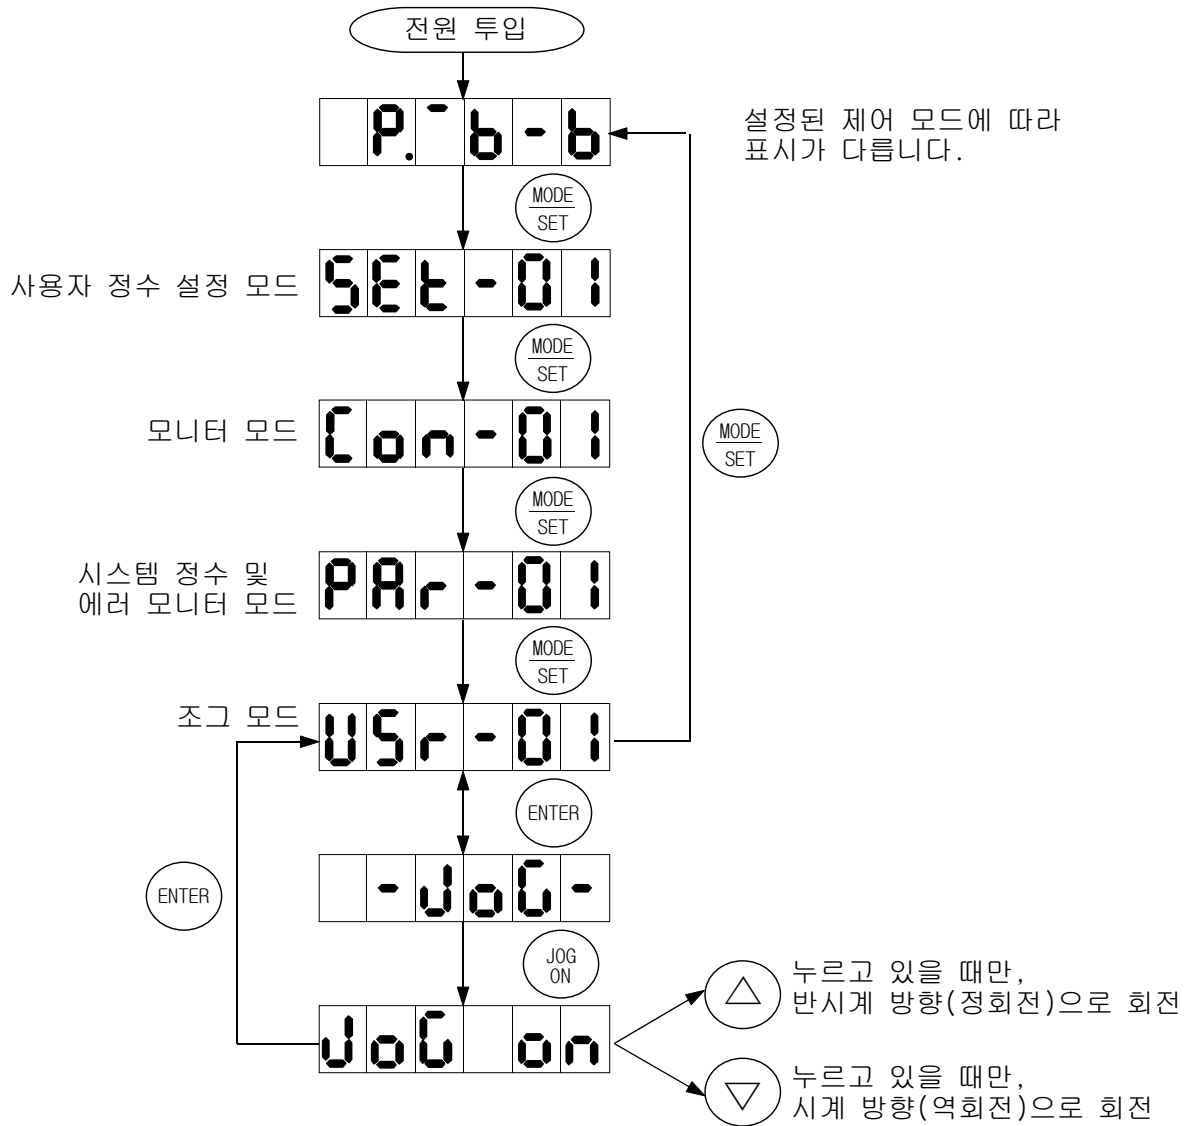 전원 투입
P.¯b-b
설정된 제어 모드에 따라
표시가 다릅니다.
MODE
SET
사용자 정수 설정 모드
SEt-01
MODE
SET
모니터 모드
Con-01
MODE
SET
MODE
SET
시스템 정수 및
에러 모니터 모드
PAr-01
MODE
SET
조그 모드
USr-01
ENTER
ENTER
-JoG-
JOG
ON
JoG on
누르고 있을 때만,
반시계 방향(정회전)으로 회전
누르고 있을 때만,
시계 방향(역회전)으로 회전